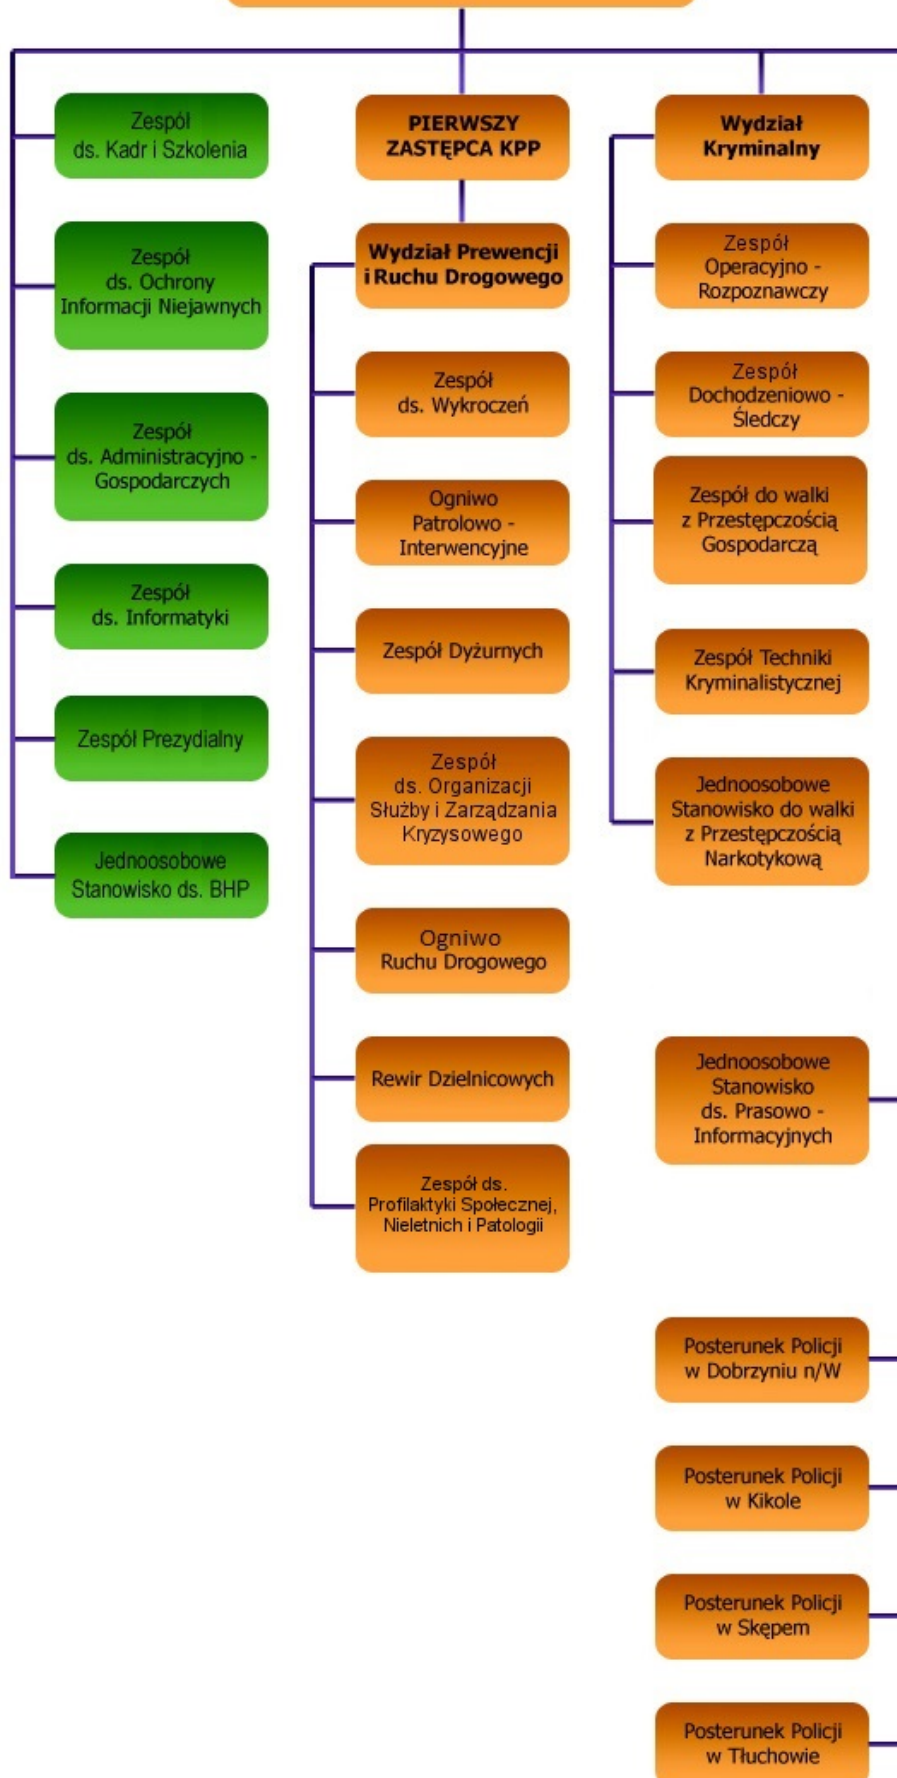 Zespół
ds. Kadr i Szkolenia
Zespół
ds. Ochrony
Informacji Niejawnych
Zespół
ds. Administracyjno -
Gospodarczych
Zespół
ds. Informatyki
Zespół Prezydialny
Jednoosobowe
Stanowisko ds. BHP
PIERWSZY
ZASTĘPCA KPP
Wydział Prewencji
i Ruchu Drogowego
Zespół
ds. Wykroczeń
Ogniwo
Patrolowo -
Interwencyjne
Zespół Dyżurnych
Zespół
ds. Organizacji
Służby i Zarządzania
Kryzysowego
Ogniwo
Ruchu Drogowego
Rewir Dzielnicowych
Zespół ds.
Profilaktyki Społecznej,
Nieletnich i Patologii
Wydział
Kryminalny
Zespół
Operacyjno -
Rozpoznawczy
Zespół
Dochodzeniowo -
Śledczy
Zespół do walki
z Przestępczością
Gospodarczą
Zespół Techniki
Kryminalistycznej
Jednoosobowe
Stanowisko do walki
z Przestępczością
Narkotykową
Jednoosobowe
Stanowisko
ds. Prasowo -
Informacyjnych
Posterunek Policji
w Dobrzyniu n/W
Posterunek Policji
w Kikole
Posterunek Policji
w Skępem
Posterunek Policji
w Tłuchowie